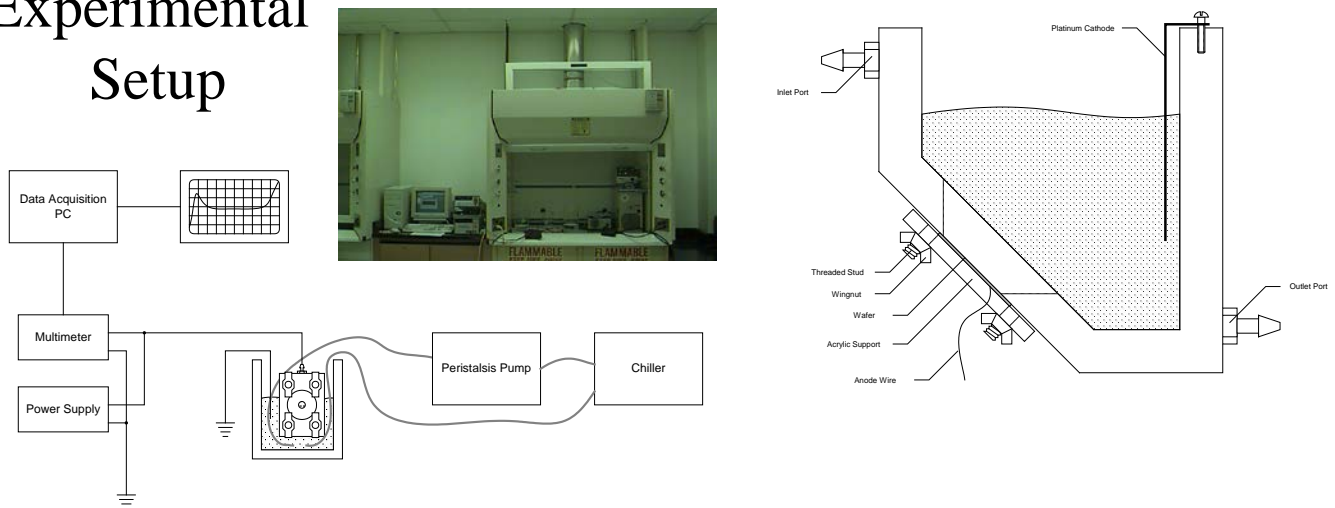 Experimental
Setup
Data Acquisition
PC
Multimeter
Power Supply
Peristalsis Pump
Chiller
FLAMMABLE
FLAMMABLE
Platinum Cathode
Inlet Port
Threaded Stud
Wingnut
Wafer
Acrylic Support
Anode Wire
Outlet Port